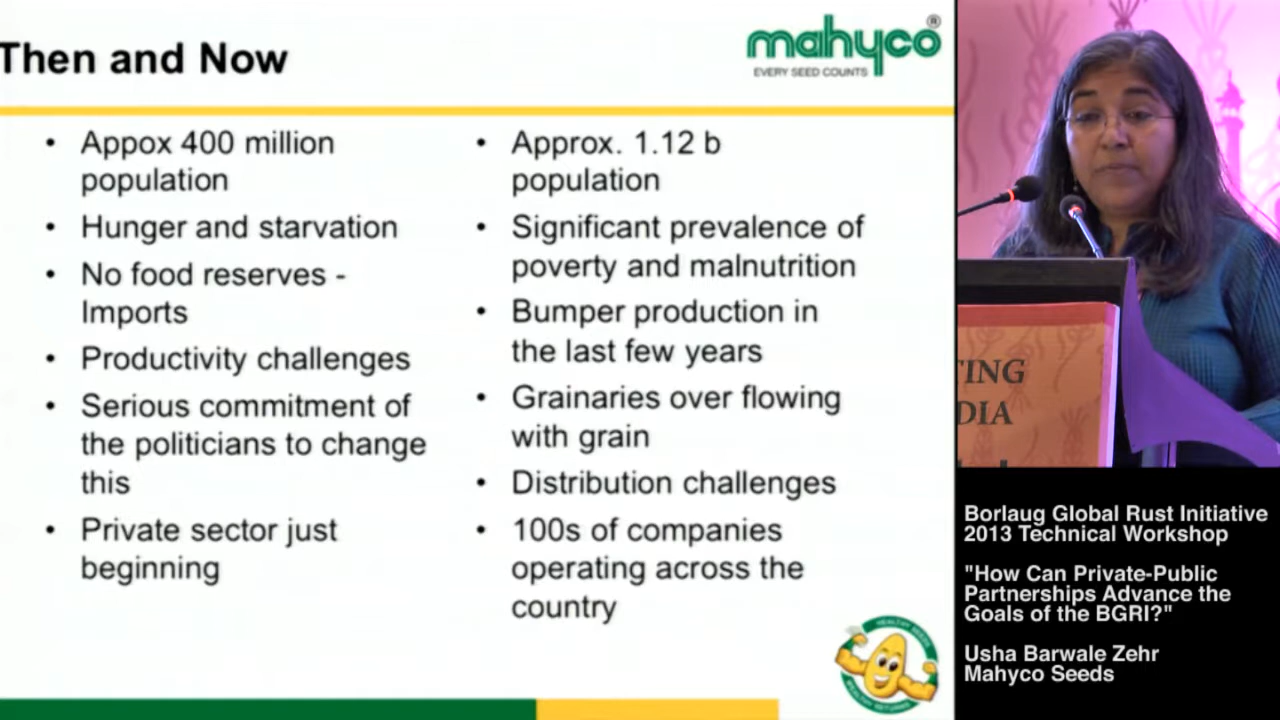 Then and Now
mahyco®
EVERY SEED COUNTS
• Appox 400 million
population
• Hunger and starvation
• No food reserves -
Imports
• Productivity challenges
• Serious commitment of
the politicians to change
this
• Private sector just
beginning
• Approx. 1.12 b
population
• Significant prevalence of
poverty and malnutrition
• Bumper production in
the last few years
• Grainaries over flowing
with grain
• Distribution challenges
• 100s of companies
operating across the
country
HEALTHY SEEDS
TING
DIA
Borlaug Global Rust Initiative
2013 Technical Workshop
"How Can Private-Public
Partnerships Advance the
Goals of the BGRI?"
Usha Barwale Zehr
Mahyco Seeds